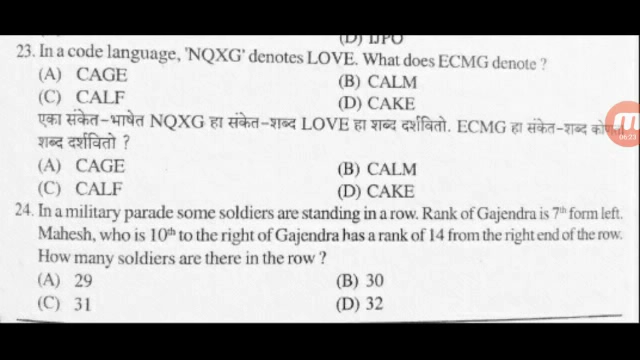 (D) IJPO
23. In a code language, 'NQXG' denotes LOVE. What does ECMG denote ?
(A) CAGE
(B) CALM
(C) CALF
(D) CAKE
एका संकेत-भाषेत NQXG हा संकेत-शब्द LOVE हा शब्द दर्शवितो. ECMG हा संकेत-शब्द कोणता
शब्द दर्शवितो ?
(A) CAGE
(B) CALM
(C) CALF
(D) CAKE
24. In a military parade some soldiers are standing in a row. Rank of Gajendra is 7th form left.
Mahesh, who is 10th to the right of Gajendra has a rank of 14 from the right end of the row.
How many soldiers are there in the row ?
(A) 29
(B) 30
(C) 31
(D) 32